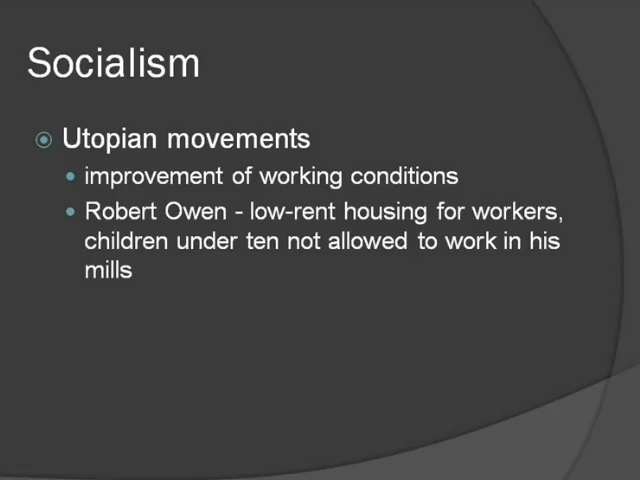 Socialism
Utopian movements
improvement of working conditions
Robert Owen - low-rent housing for workers,
children under ten not allowed to work in his
mills